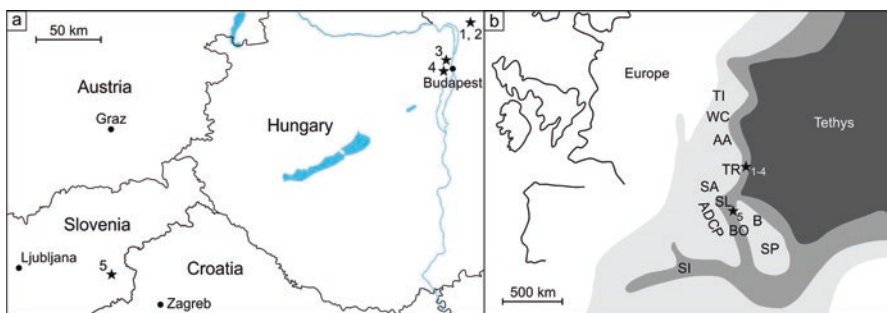 a
50 km
1, 2
3
4
Budapest
Austria
Graz
Hungary
Slovenia
Ljubljana
5
Croatia
Zagreb
b
Europe
TI
WC
AA
Tethys
TR
1-4
SA
SL
5
ADCP
BO
B
SP
SI
500 km